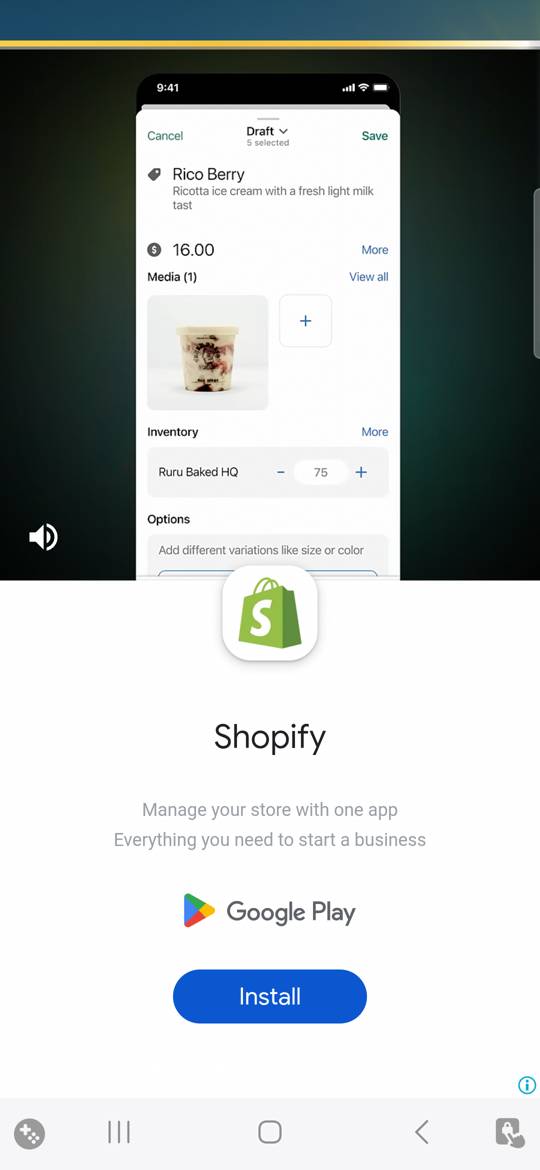 9:41
Cancel
Draft
Save
5 selected
Rico Berry
Ricotta ice cream with a fresh light milk
tast
$ 16.00 More
Media (1) View all
+
Inventory More
Ruru Baked HQ - 75 +
Options
Add different variations like size or color
S
Shopify
Manage your store with one app
Everything you need to start a business
Google Play
Install